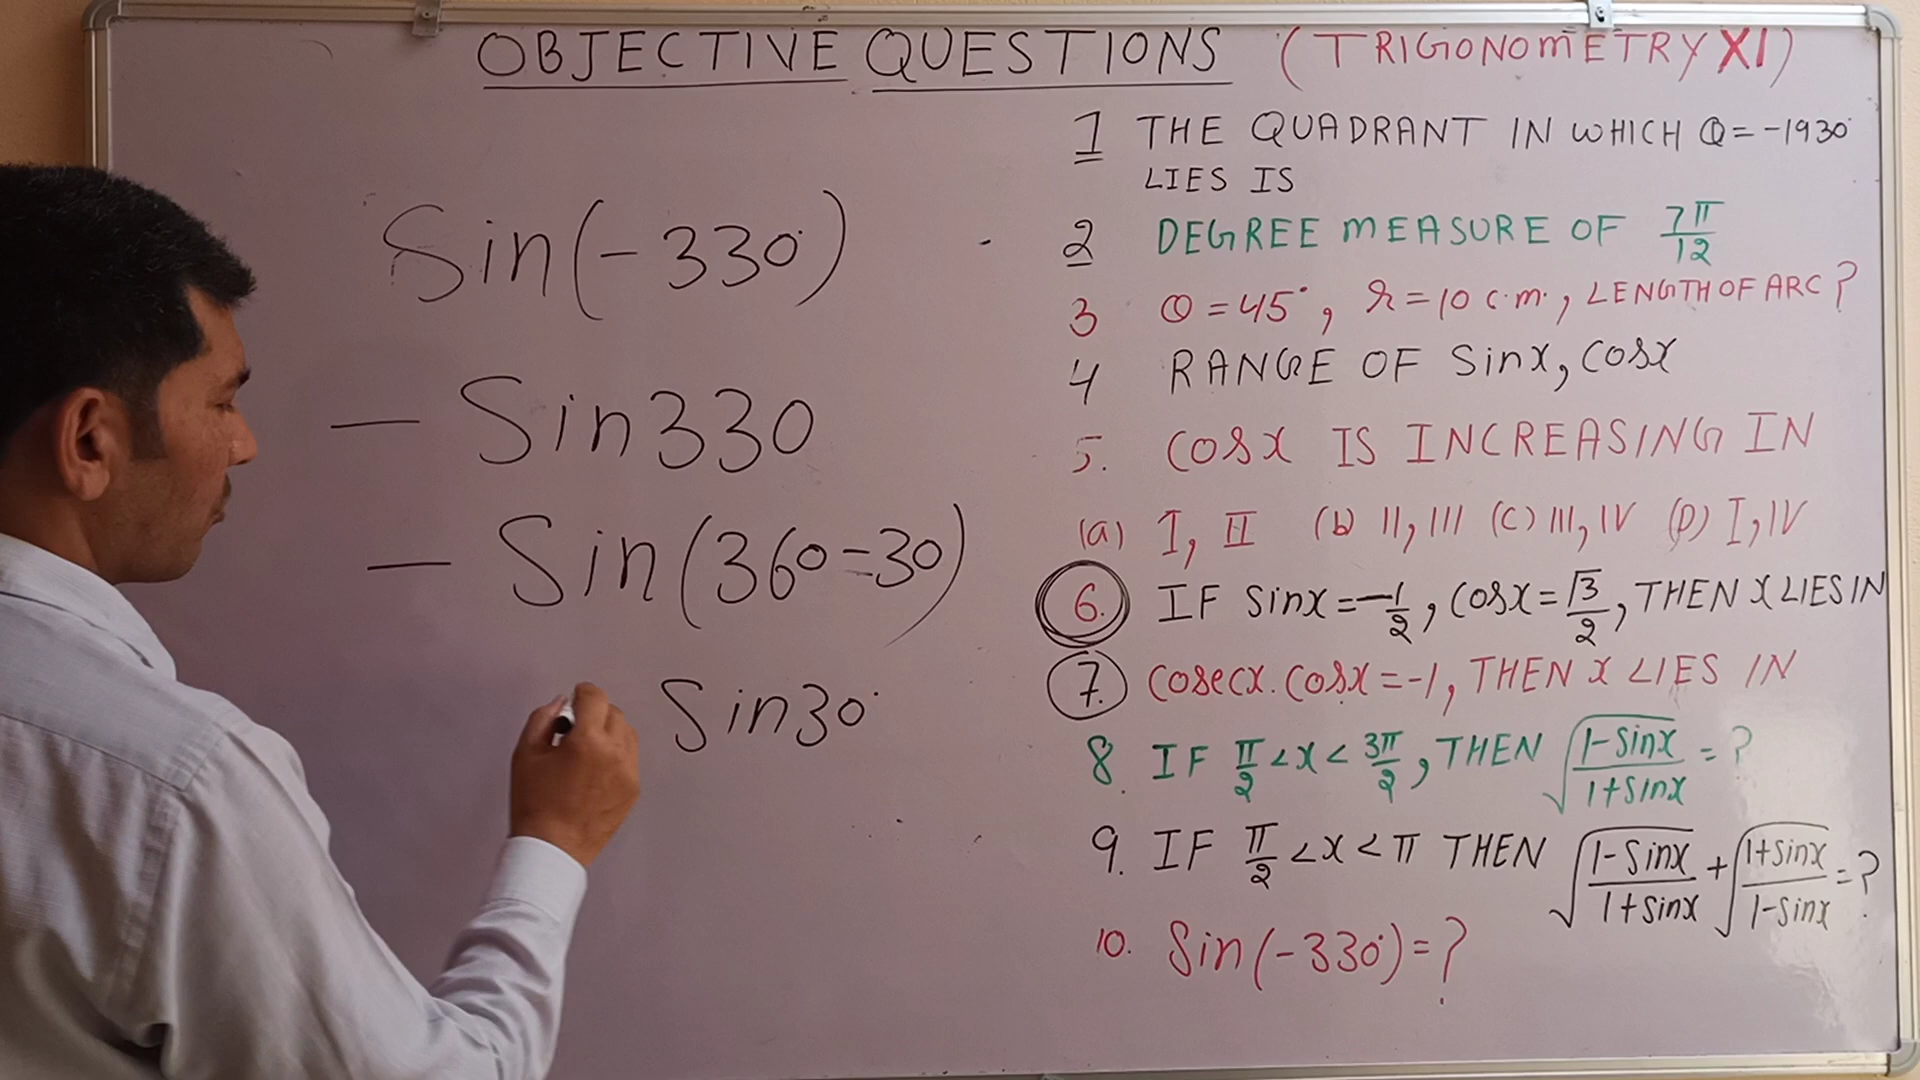 OBJECTIVE QUESTIONS (TRIGONOMETRY XI)
Sin(-330°)
- Sin330
- Sin(360-30)
Sin30°
1 THE QUADRANT IN WHICH Q=-1930°
LIES IS
2 DEGREE MEASURE OF 7π/12
3 Q=45°, r=10 c.m., LENGTH OF ARC?
4 RANGE OF Sinx, Cosx
5. Cosx IS INCREASING IN
(a) I, II (b) II, III (C) III, IV (D) I, IV
6. IF Sinx=-1/2, Cosx=√3/2, THEN X LIES IN
7. Cosecx.Cosx=-1, THEN X LIES IN
8. IF π/2<x<3π/2, THEN √(1-Sinx/1+Sinx)=?
9. IF π/2<x<π THEN √(1-Sinx/1+Sinx)+√(1+Sinx/1-Sinx)=?
10. Sin(-330°)=?